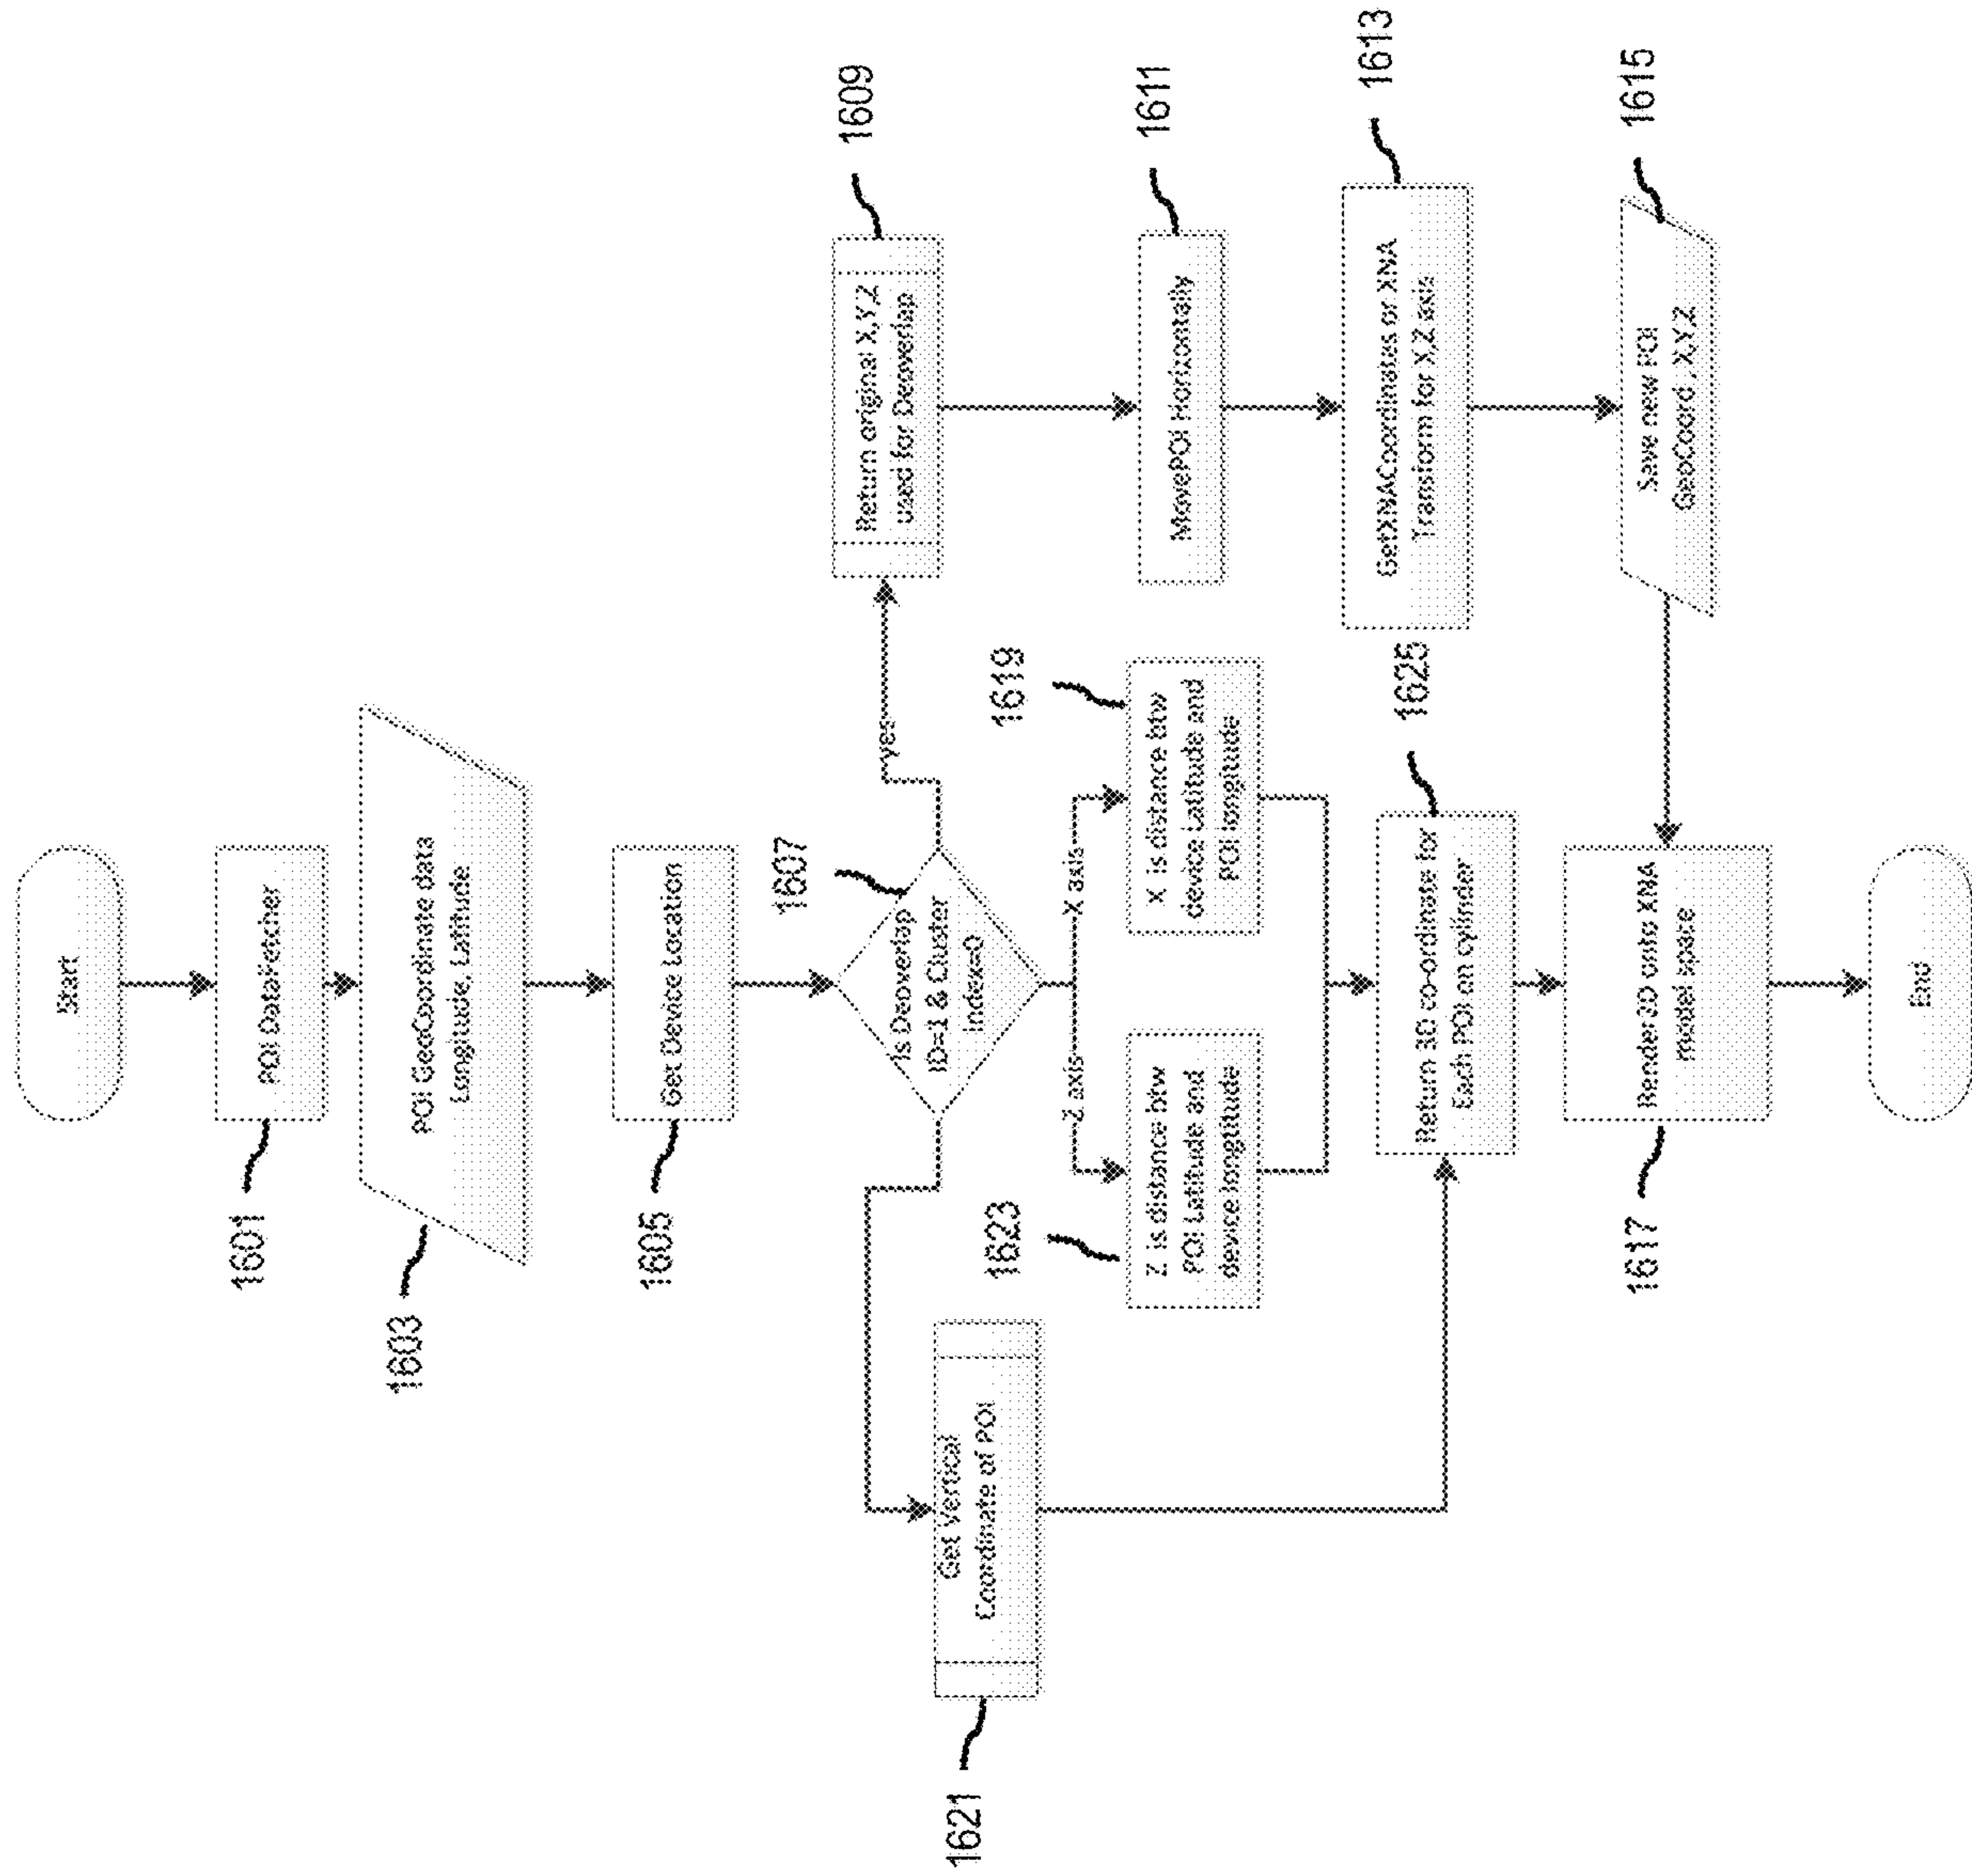 Start
POI DataFetcher
1601
POI GeoCoordinate data
Longitude, Latitude
1603
Get Device Location
1605
Is Deoverlap
ID=1 & Cluster
Index=0
1607
yes
Return original X,Y,Z
used for Deoverlap
1609
MovePOI Horizontally
1611
GetXNACoordinates or XNA
Transform for X,Z axis
1613
Save new POI
GeoCoord , X,Y,Z
1615
Get Vertical
Coordinate of POI
1621
Z axis
X axis
Z is distance btw
POI Latitude and
device longtitude
1623
X is distance btw
device Latitude and
POI longitude
1619
Return 3D co-ordinate for
Each POI on cylinder
1625
Render 3D onto XNA
model space
1617
End